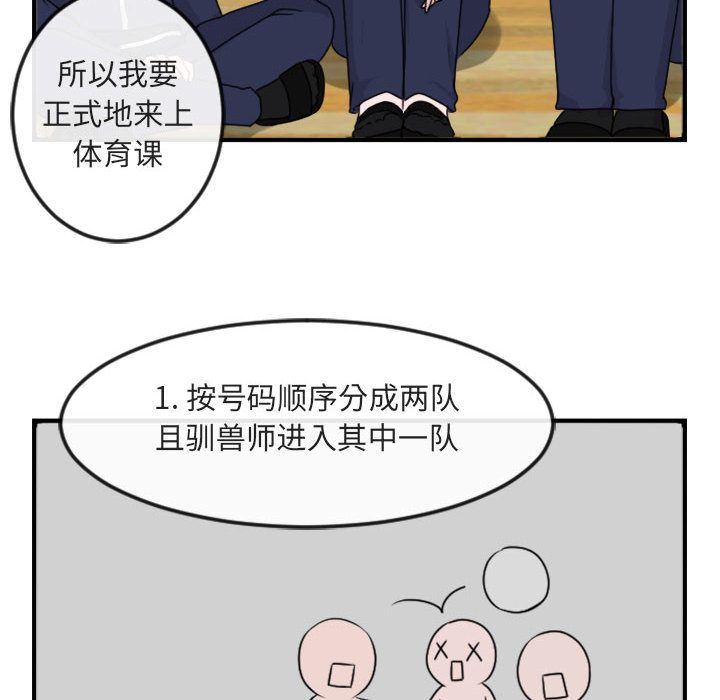 所以我要
正式地来上
体育课
1. 按号码顺序分成两队
且驯兽师进入其中一队